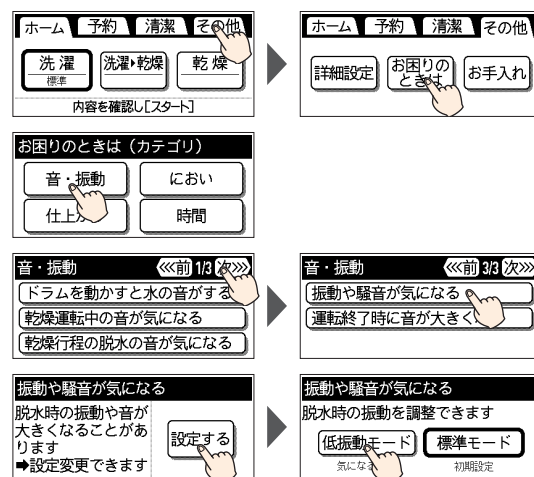 ホーム 予約 清潔 その他
洗濯 標準 洗濯▸乾燥 乾燥
内容を確認し[スタート]
ホーム 予約 清潔 その他
詳細設定 お困りのときは お手入れ
お困りのときは（カテゴリ）
音・振動 におい
仕上 時間
音・振動 <<<前 1/3 次>>>
ドラムを動かすと水の音がする
乾燥運転中の音が気になる
乾燥行程の脱水の音が気になる
音・振動 <<<前 3/3 次>>>
振動や騒音が気になる
運転終了時に音が大きく
振動や騒音が気になる
脱水時の振動や音が
大きくなることがあ
ります
➡設定変更できます
設定する
振動や騒音が気になる
脱水時の振動を調整できます
低振動モード 標準モード
気にな 初期設定